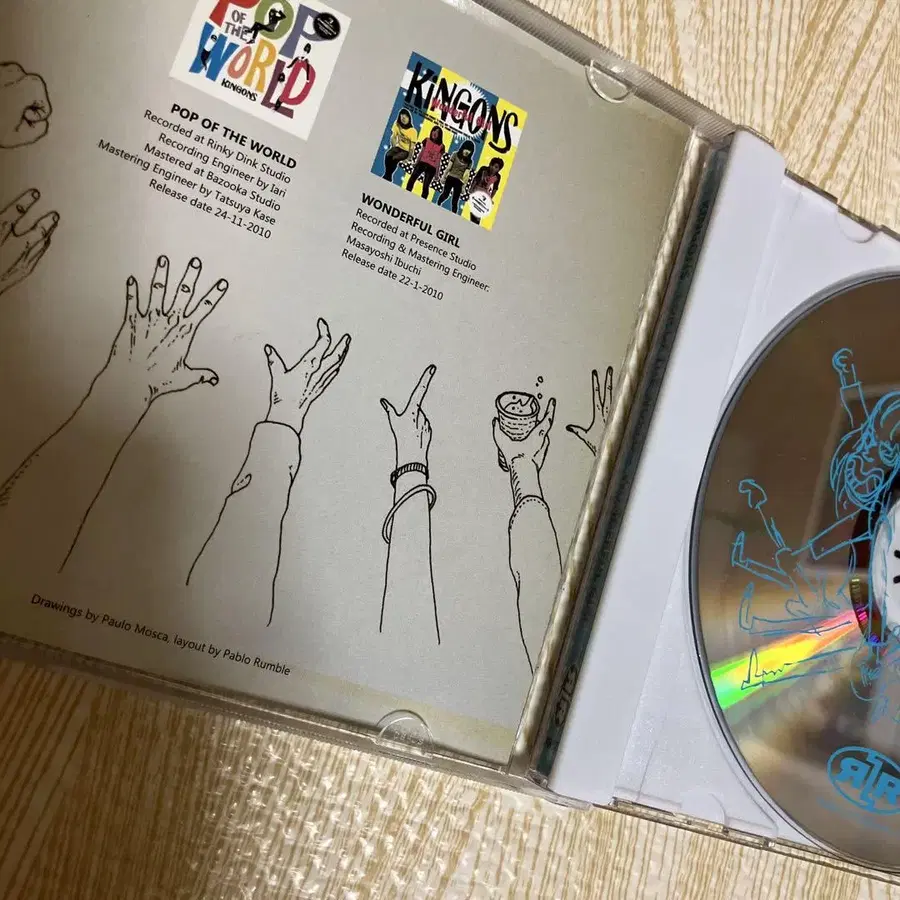 POP
OF THE
WORLD
KINGONS
POP OF THE WORLD
Recorded at Rinky Dink Studio
Recording Engineer by Iari
Mastered at Bazooka Studio
Mastering Engineer by Tatsuya Kase
Release date 24-11-2010
KiNGONS
WONDERFUL GIRL
Recorded at Presence Studio
Recording & Mastering Engineer:
Masayoshi Ibuchi
Release date 22-1-2010
Drawings by Paulo Mosca, layout by Pablo Rumble